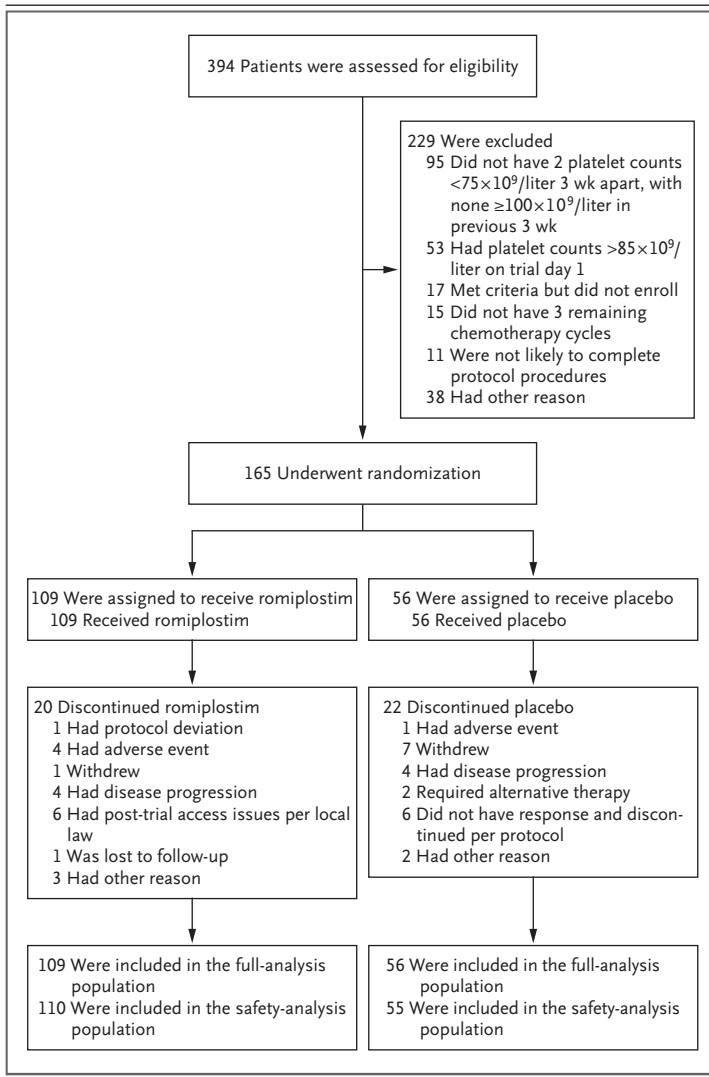 394 Patients were assessed for eligibility
229 Were excluded
95 Did not have 2 platelet counts
<75×10⁹/liter 3 wk apart, with
none ≥100×10⁹/liter in
previous 3 wk
53 Had platelet counts >85×10⁹/
liter on trial day 1
17 Met criteria but did not enroll
15 Did not have 3 remaining
chemotherapy cycles
11 Were not likely to complete
protocol procedures
38 Had other reason
165 Underwent randomization
109 Were assigned to receive romiplostim
109 Received romiplostim
56 Were assigned to receive placebo
56 Received placebo
20 Discontinued romiplostim
1 Had protocol deviation
4 Had adverse event
1 Withdrew
4 Had disease progression
6 Had post-trial access issues per local
law
1 Was lost to follow-up
3 Had other reason
22 Discontinued placebo
1 Had adverse event
7 Withdrew
4 Had disease progression
2 Required alternative therapy
6 Did not have response and discon-
tinued per protocol
2 Had other reason
109 Were included in the full-analysis
population
110 Were included in the safety-analysis
population
56 Were included in the full-analysis
population
55 Were included in the safety-analysis
population